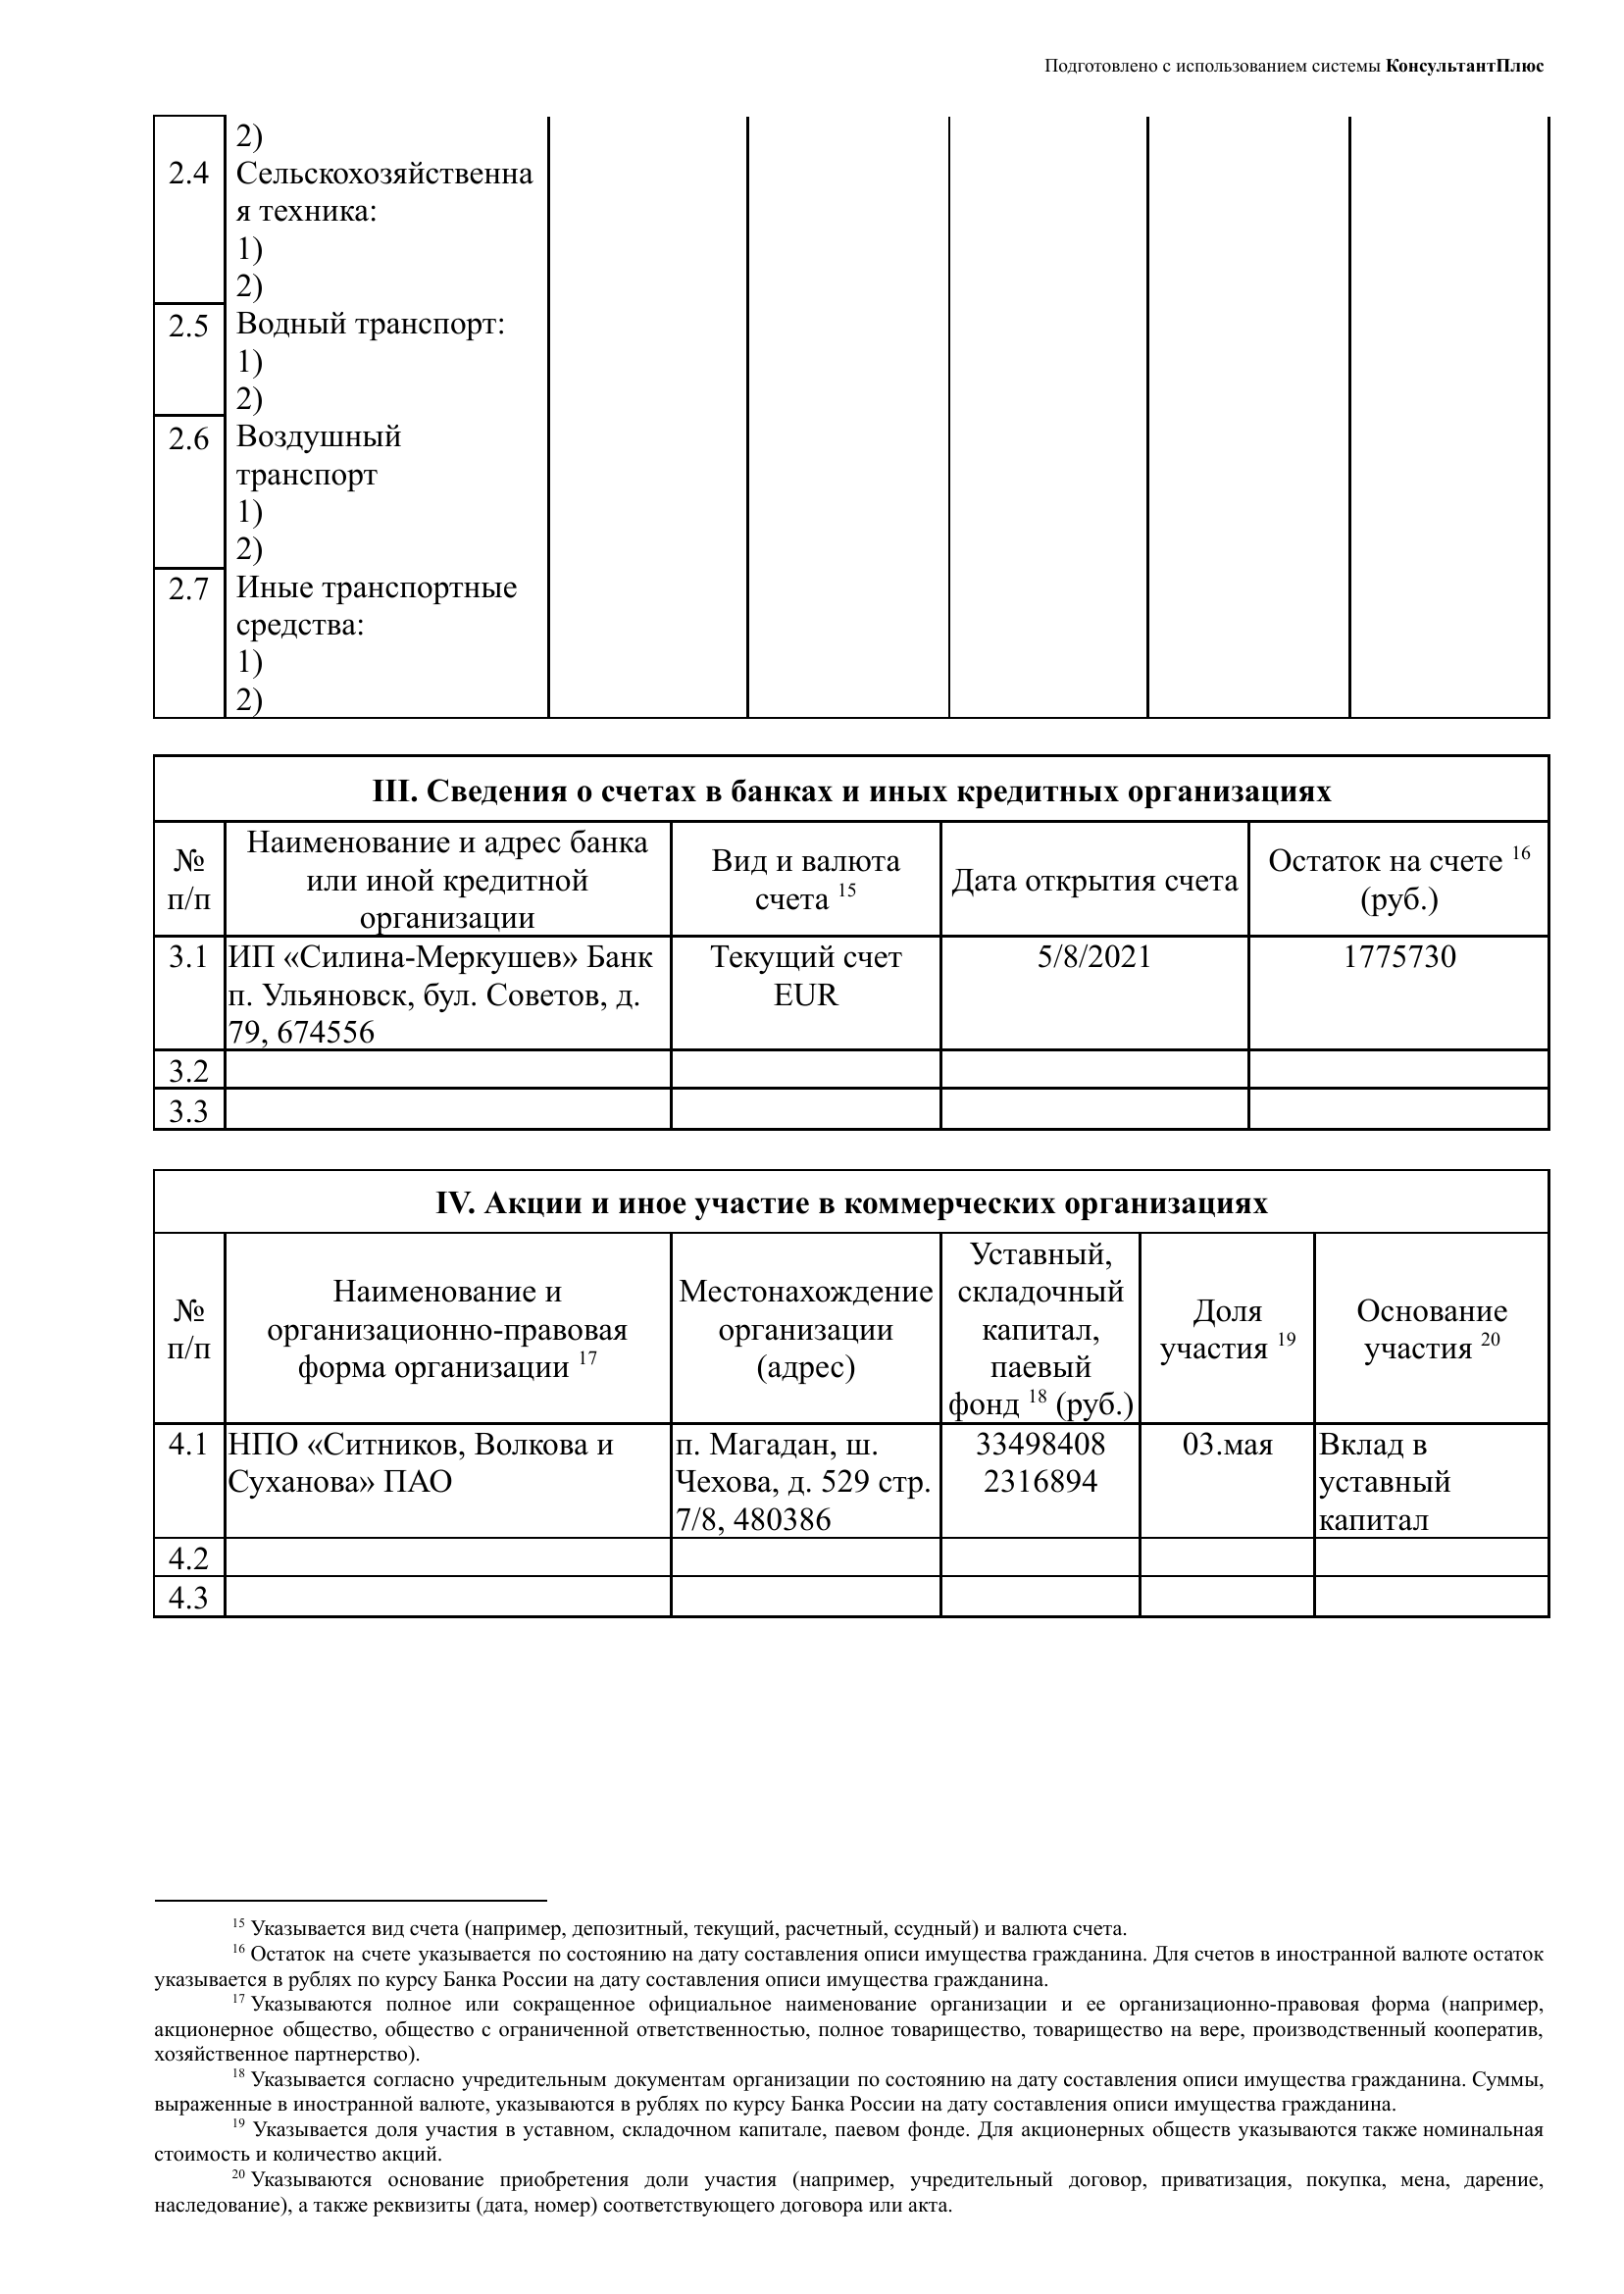 Подготовлено с использованием системы КонсультантПлюс
2)
2.4 Сельскохозяйственна
я техника:
1)
2)
2.5 Водный транспорт:
1)
2)
2.6 Воздушный
транспорт
1)
2)
2.7 Иные транспортные
средства:
1)
2)
III. Сведения о счетах в банках и иных кредитных организациях
№
п/п
Наименование и адрес банка
или иной кредитной
организации
Вид и валюта
счета 15
Дата открытия счета
Остаток на счете 16
(руб.)
3.1
ИП «Силина-Меркушев» Банк
п. Ульяновск, бул. Советов, д.
79, 674556
Текущий счет
EUR
5/8/2021
1775730
3.2
3.3
IV. Акции и иное участие в коммерческих организациях
№
п/п
Наименование и
организационно-правовая
форма организации 17
Местонахождение
организации
(адрес)
Уставный,
складочный
капитал,
паевый
фонд 18 (руб.)
Доля
участия 19
Основание
участия 20
4.1
НПО «Ситников, Волкова и
Суханова» ПАО
п. Магадан, ш.
Чехова, д. 529 стр.
7/8, 480386
33498408
2316894
03.мая
Вклад в
уставный
капитал
4.2
4.3
15 Указывается вид счета (например, депозитный, текущий, расчетный, ссудный) и валюта счета.
16 Остаток на счете указывается по состоянию на дату составления описи имущества гражданина. Для счетов в иностранной валюте остаток
указывается в рублях по курсу Банка России на дату составления описи имущества гражданина.
17 Указываются полное или сокращенное официальное наименование организации и ее организационно-правовая форма (например,
акционерное общество, общество с ограниченной ответственностью, полное товарищество, товарищество на вере, производственный кооператив,
хозяйственное партнерство).
18 Указывается согласно учредительным документам организации по состоянию на дату составления описи имущества гражданина. Суммы,
выраженные в иностранной валюте, указываются в рублях по курсу Банка России на дату составления описи имущества гражданина.
19 Указывается доля участия в уставном, складочном капитале, паевом фонде. Для акционерных обществ указываются также номинальная
стоимость и количество акций.
20 Указываются основание приобретения доли участия (например, учредительный договор, приватизация, покупка, мена, дарение,
наследование), а также реквизиты (дата, номер) соответствующего договора или акта.